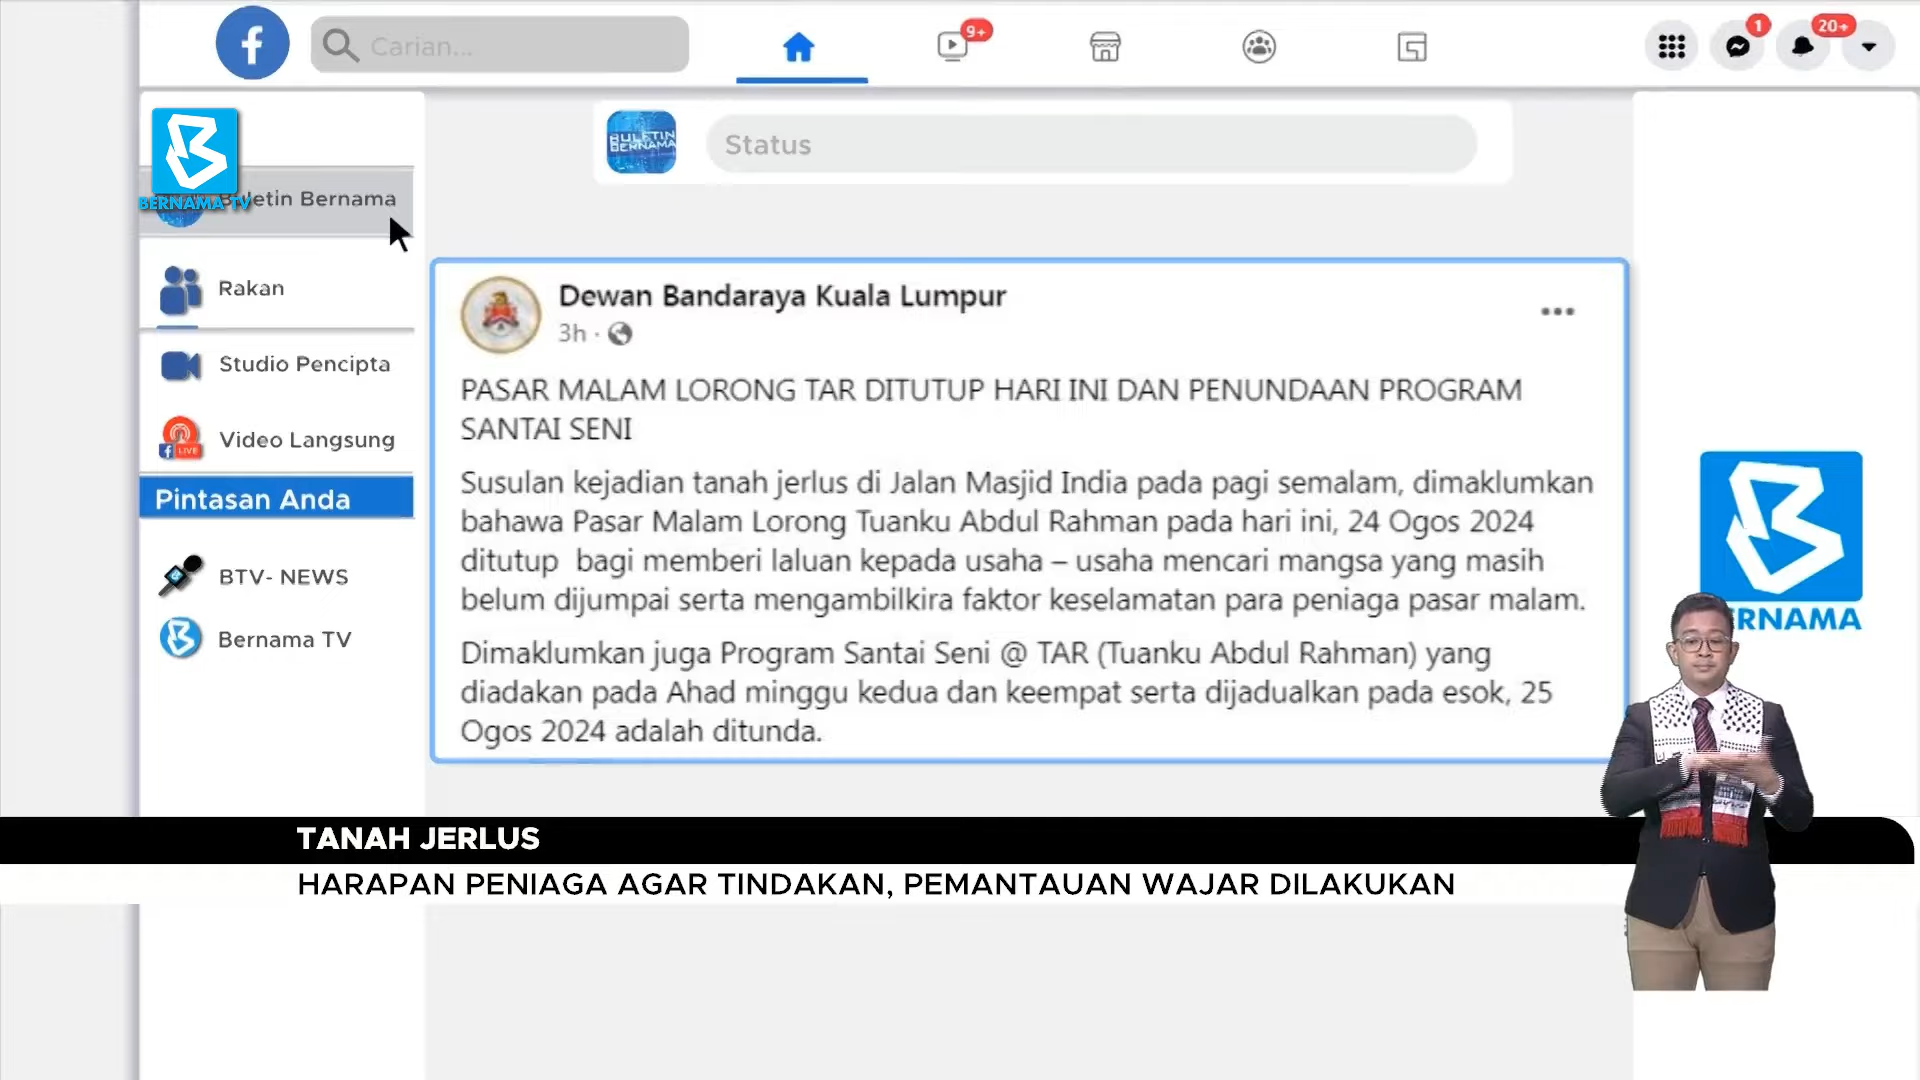 Carian...
9+
1
20+
BULETIN BERNAMA
Status
BERNAMA TV
Buletin Bernama
Rakan
Studio Pencipta
LIVE
Video Langsung
Pintasan Anda
BTV- NEWS
Bernama TV
Dewan Bandaraya Kuala Lumpur
3h ·
PASAR MALAM LORONG TAR DITUTUP HARI INI DAN PENUNDAAN PROGRAM
SANTAI SENI
Susulan kejadian tanah jerlus di Jalan Masjid India pada pagi semalam, dimaklumkan
bahawa Pasar Malam Lorong Tuanku Abdul Rahman pada hari ini, 24 Ogos 2024
ditutup bagi memberi laluan kepada usaha – usaha mencari mangsa yang masih
belum dijumpai serta mengambilkira faktor keselamatan para peniaga pasar malam.
Dimaklumkan juga Program Santai Seni @ TAR (Tuanku Abdul Rahman) yang
diadakan pada Ahad minggu kedua dan keempat serta dijadualkan pada esok, 25
Ogos 2024 adalah ditunda.
RNAMA
TANAH JERLUS
HARAPAN PENIAGA AGAR TINDAKAN, PEMANTAUAN WAJAR DILAKUKAN